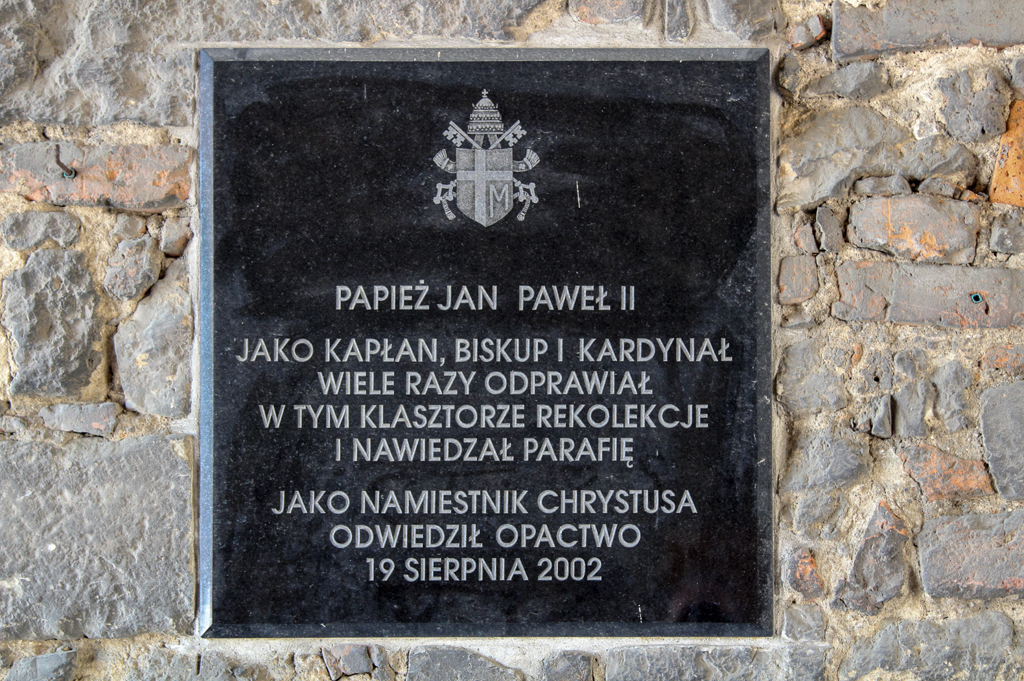 M
PAPIEŻ JAN PAWEŁ II
JAKO KAPŁAN, BISKUP I KARDYNAŁ
WIELE RAZY ODPRAWIAŁ
W TYM KLASZTORZE REKOLEKCJE
I NAWIEDZAŁ PARAFIĘ
JAKO NAMIESTNIK CHRYSTUSA
ODWIEDZIŁ OPACTWO
19 SIERPNIA 2002